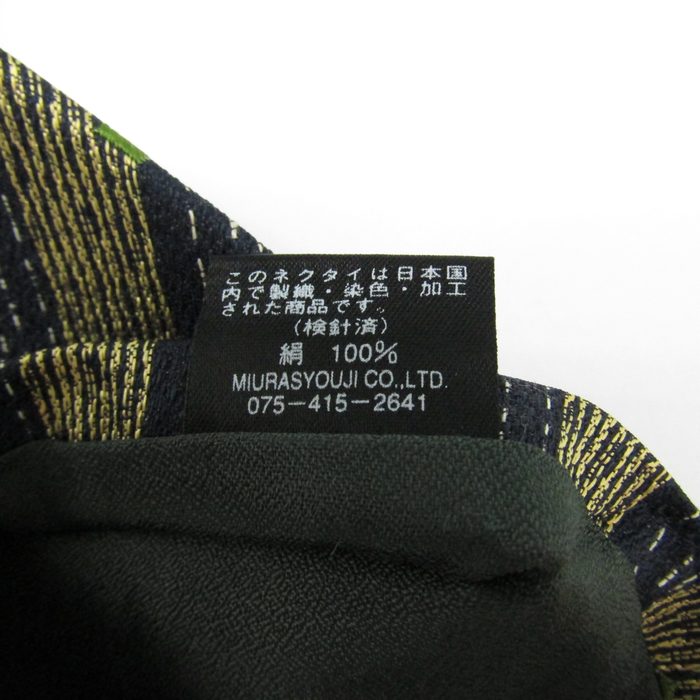 このネクタイは日本国
内で製織・染色・加工
された商品です。
(検針済)
絹 100%
MIURASYOUJI CO.,LTD.
075-415-2641